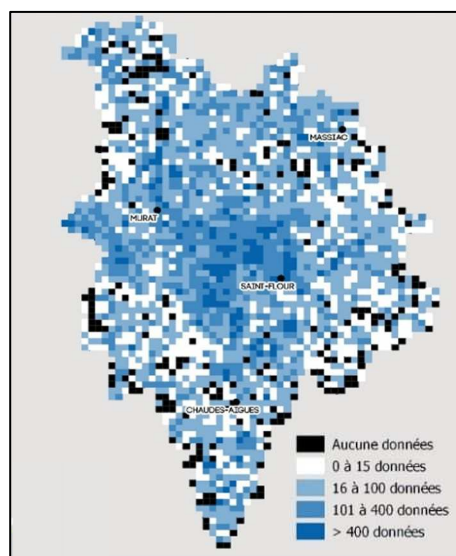 MASSIAC
MURAT
SAINT-FLOUR
CHAUDES-AIGUES
Aucune données
0 à 15 données
16 à 100 données
101 à 400 données
> 400 données